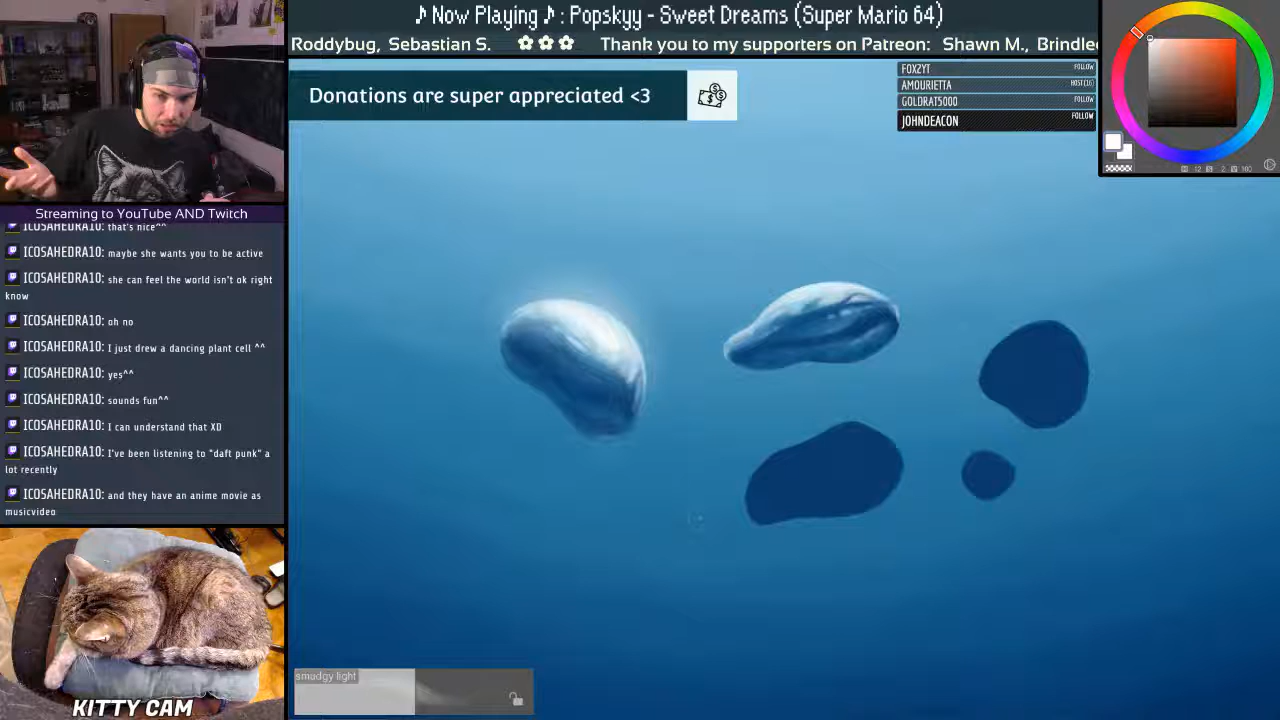 ♪ Now Playing ♪ : Popskyy - Sweet Dreams (Super Mario 64)
Roddybug, Sebastian S. ✿ ✿ ✿ Thank you to my supporters on Patreon: Shawn M., Brindle
Donations are super appreciated <3
FOXZYT FOLLOW
AMOURIETTA HOST(16)
GOLDRAT5000 FOLLOW
JOHNDEACON FOLLOW
Streaming to YouTube AND Twitch
ICOSAHEDRA10: that's nice^^
ICOSAHEDRA10: maybe she wants you to be active
ICOSAHEDRA10: she can feel the world isn't ok right
know
ICOSAHEDRA10: oh no
ICOSAHEDRA10: I just drew a dancing plant cell ^^
ICOSAHEDRA10: yes^^
ICOSAHEDRA10: sounds fun^^
ICOSAHEDRA10: I can understand that XD
ICOSAHEDRA10: I've been listening to "daft punk" a
lot recently
ICOSAHEDRA10: and they have an anime movie as
musicvideo
smudgy light
KITTY CAM